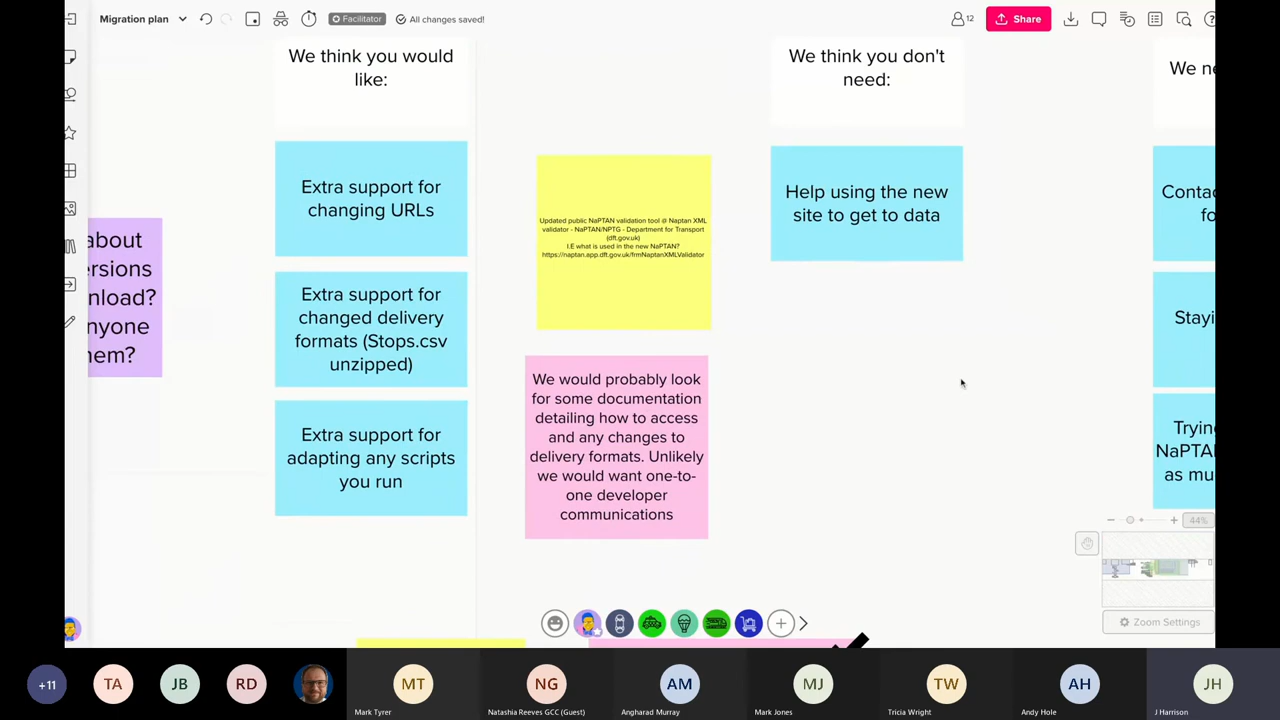 Migration plan
Facilitator
All changes saved!
12
Share
We think you would
like:
We think you don't
need:
We ne
Extra support for
changing URLs
Updated public NaPTAN validation tool @ Naptan XML
validator - NaPTAN/NPTG - Department for Transport
(dft.gov.uk)
I.E what is used in the new NaPTAN?
https://naptan.app.dft.gov.uk/frmNaptanXMLValidator
Help using the new
site to get to data
Contac
fo
about
ersions
nload?
nyone
nem?
Extra support for
changed delivery
formats (Stops.csv
unzipped)
Stayi
We would probably look
for some documentation
detailing how to access
and any changes to
delivery formats. Unlikely
we would want one-to-
one developer
communications
Extra support for
adapting any scripts
you run
Trying
NaPTA
as mu
44%
Zoom Settings
+11
TA
JB
RD
MT
Mark Tyrer
NG
Natashia Reeves GCC (Guest)
AM
Angharad Murray
MJ
Mark Jones
TW
Tricia Wright
AH
Andy Hole
JH
J Harrison